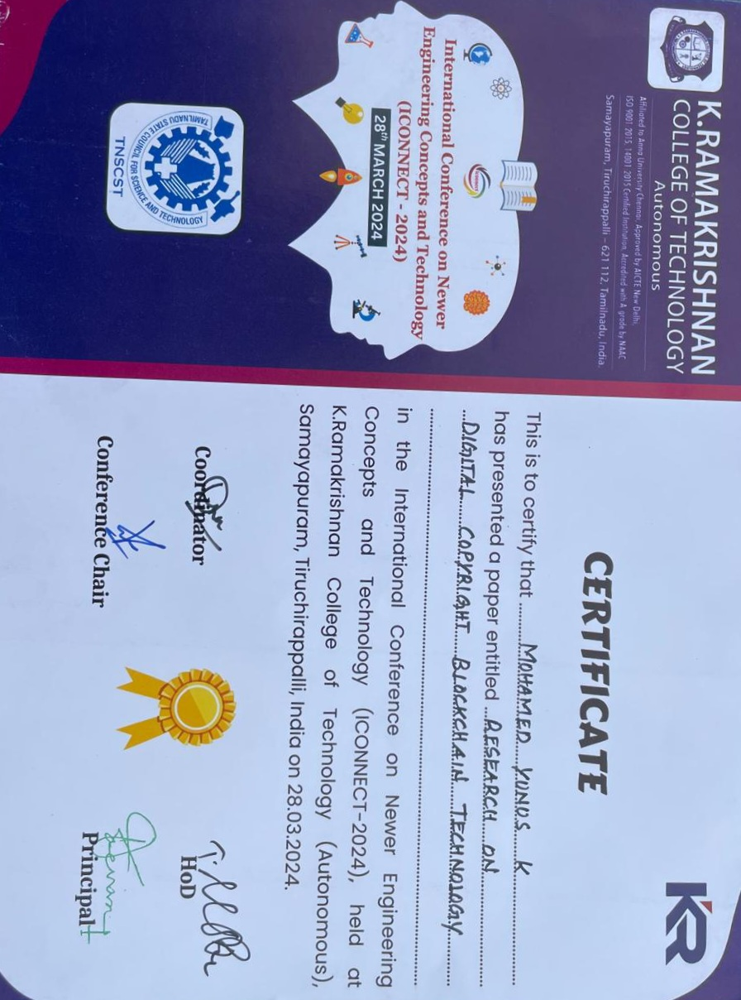 K.RAMAKRISHNAN
COLLEGE OF TECHNOLOGY
Autonomous
Affiliated to Anna University Chennai, Approved by AICTE New Delhi,
ISO 9001:2015, 14001:2015 Certified Institution, Accredited with A grade by NAAC
Samayapuram, Tiruchirappalli – 621 112, Tamilnadu, India.
International Conference on Newer
Engineering Concepts and Technology
(ICONNECT - 2024)
28th MARCH 2024
TAMILNADU STATE COUNCIL FOR SCIENCE AND TECHNOLOGY
TNSCST
KR
CERTIFICATE
This is to certify that MOHAMED YUNUS K
has presented a paper entitled RESEARCH ON
DIGITAL COPYRIGHT BLOCKCHAIN TECHNOLOGY
in the International Conference on Newer Engineering
Concepts and Technology (ICONNECT-2024), held at
K.Ramakrishnan College of Technology (Autonomous),
Samayapuram, Tiruchirappalli, India on 28.03.2024.
Coordinator
HoD
Conference Chair
Principal